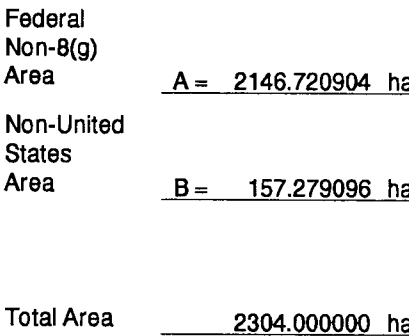 Federal
Non-8(g)
Area A = 2146.720904 ha
Non-United
States
Area B = 157.279096 ha
Total Area 2304.000000 ha